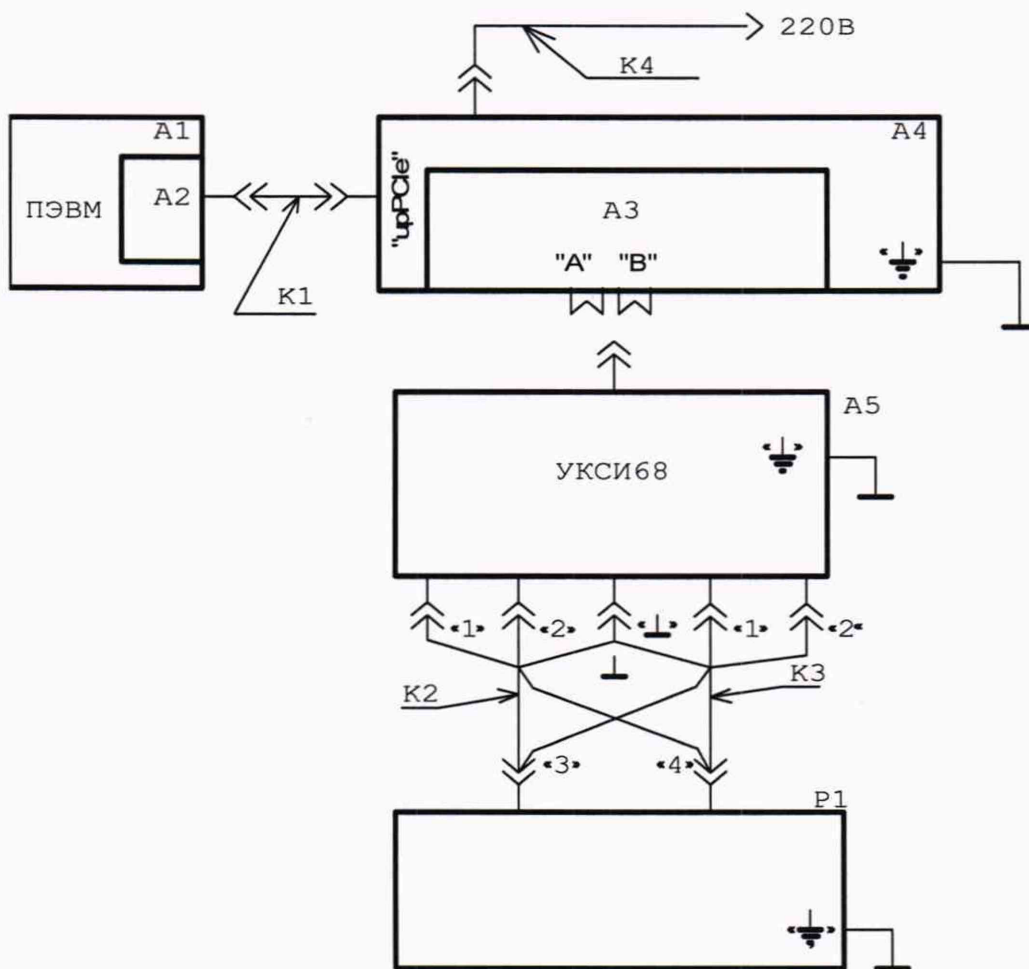 220В
К4
А1
А4
ПЭВМ
А2
"upPCIe"
А3
"A" "B"
К1
А5
УКСИ68
«1» «2» «⊥» «1» «2«
К2
К3
«3» «4»
Р1